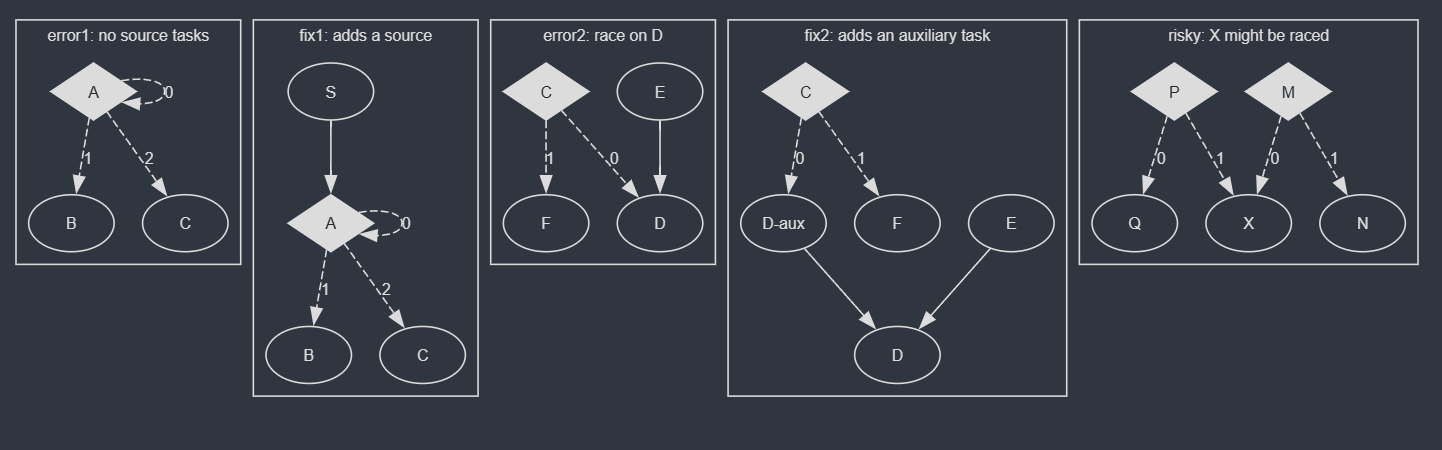 error1: no source tasks
A
0
1
2
B
C
fix1: adds a source
S
A
0
1
2
B
C
error2: race on D
C
E
1
0
F
D
fix2: adds an auxiliary task
C
0
1
D-aux
F
E
D
risky: X might be raced
P
M
0
1
0
1
Q
X
N